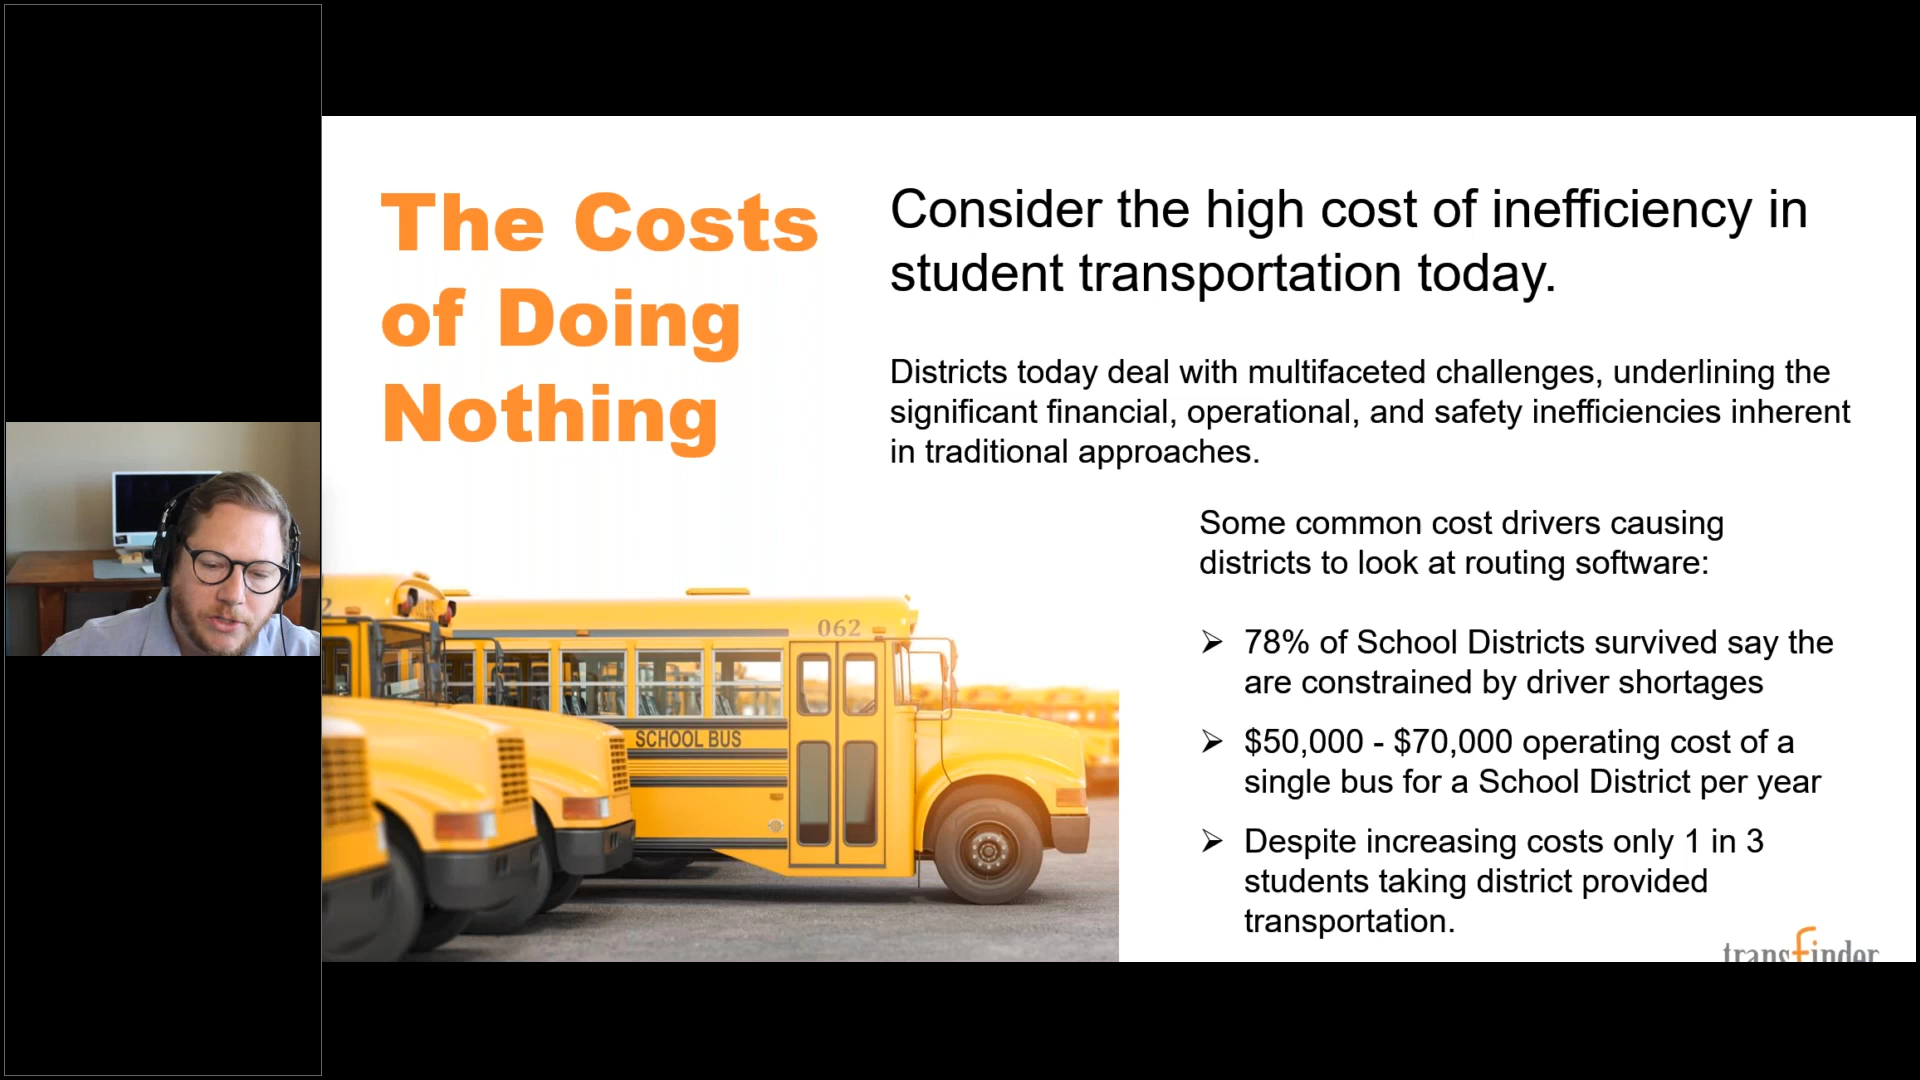 The Costs
of Doing
Nothing
Consider the high cost of inefficiency in
student transportation today.
Districts today deal with multifaceted challenges, underlining the
significant financial, operational, and safety inefficiencies inherent
in traditional approaches.
Some common cost drivers causing
districts to look at routing software:
➢ 78% of School Districts survived say the
are constrained by driver shortages
➢ $50,000 - $70,000 operating cost of a
single bus for a School District per year
➢ Despite increasing costs only 1 in 3
students taking district provided
transportation.
2
062
SCHOOL BUS
transfinder